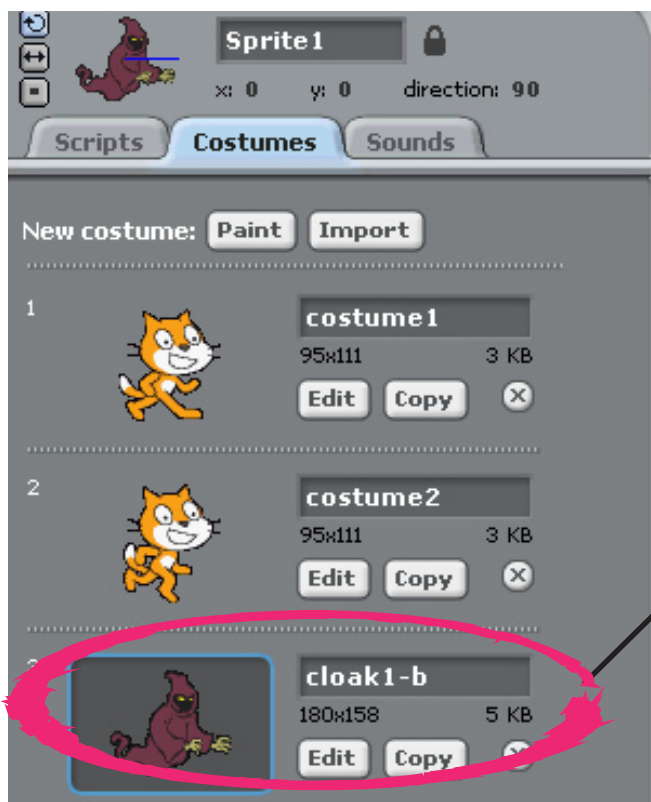 Sprite1
x: 0 y: 0 direction: 90
Scripts Costumes Sounds
New costume: Paint Import
1
costume1
95x111 3 KB
Edit Copy
2
costume2
95x111 3 KB
Edit Copy
cloak1-b
180x158 5 KB
Edit Copy